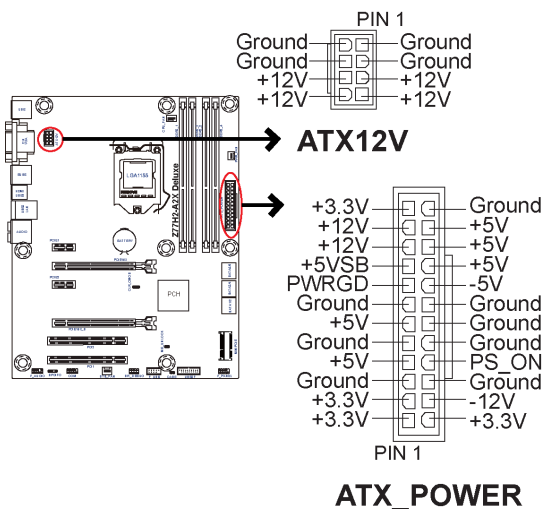 PIN 1
Ground Ground
Ground Ground
+12V +12V
+12V +12V
ATX12V
LGA1155
Z77H2-A2X Deluxe
BATTERY
PCH
AUDIO
+3.3V Ground
+12V +5V
+12V +5V
+5VSB +5V
PWRGD -5V
Ground Ground
+5V Ground
Ground Ground
+5V PS_ON
Ground Ground
+3.3V -12V
+3.3V +3.3V
PIN 1
ATX_POWER